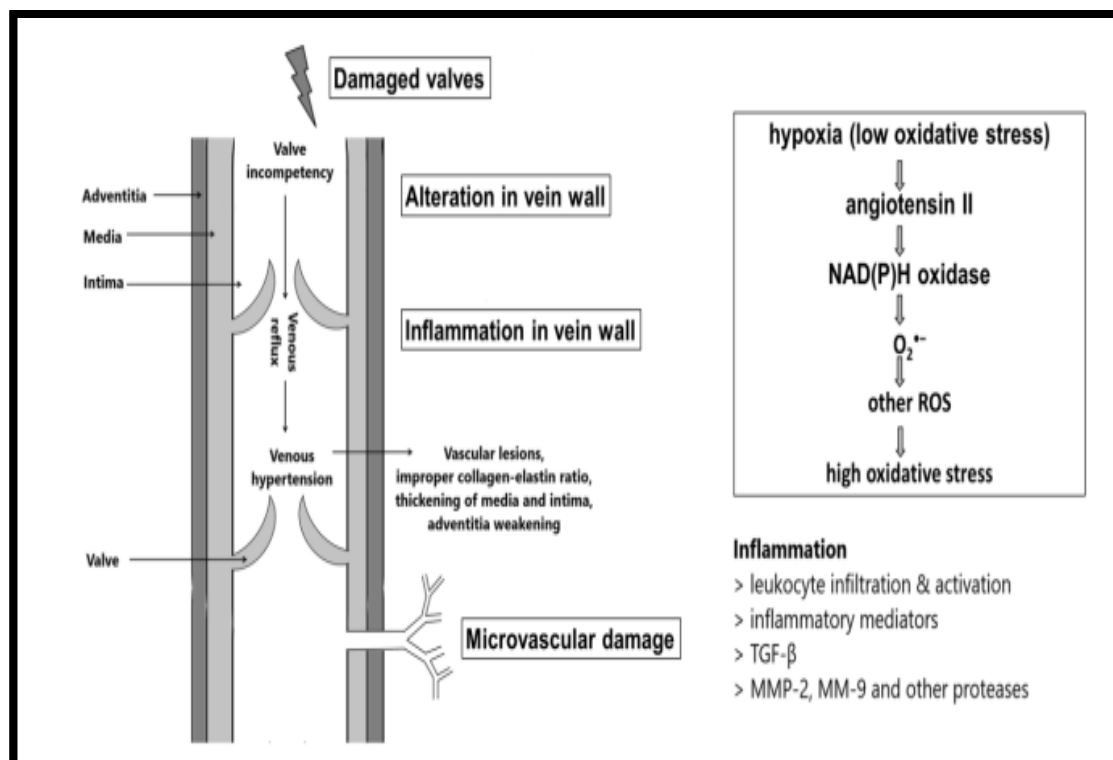 Damaged valves
Valve
incompetency
Adventitia
Alteration in vein wall
Media
Intima
Venous
reflux
Inflammation in vein wall
Venous
hypertension
Vascular lesions,
improper collagen-elastin ratio,
thickening of media and intima,
adventitia weakening
Valve
Microvascular damage
hypoxia (low oxidative stress)
angiotensin II
NAD(P)H oxidase
O₂•−
other ROS
high oxidative stress
Inflammation
> leukocyte infiltration & activation
> inflammatory mediators
> TGF-β
> MMP-2, MM-9 and other proteases